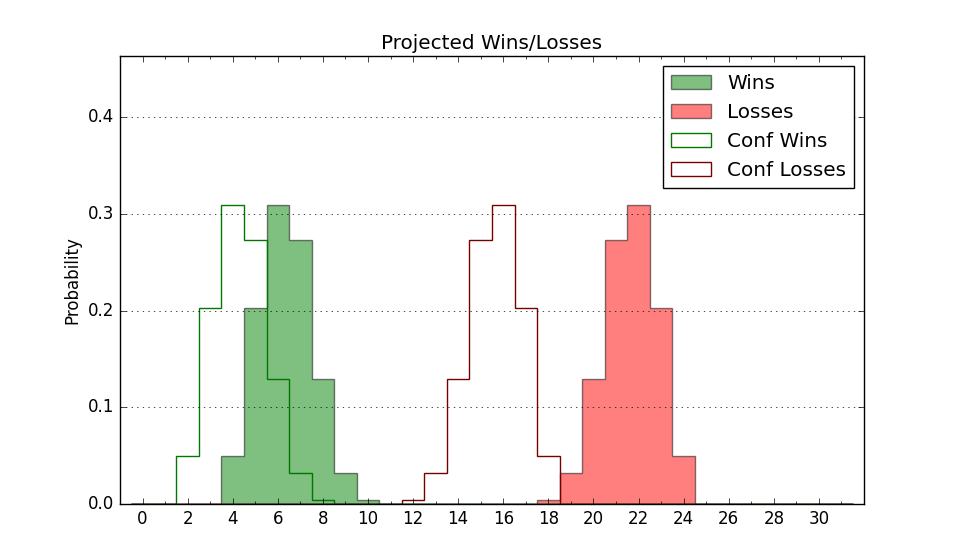 Projected Wins/Losses
Wins
Losses
Conf Wins
Conf Losses
Probability
0.4
0.3
0.2
0.1
0.0
0 2 4 6 8 10 12 14 16 18 20 22 24 26 28 30